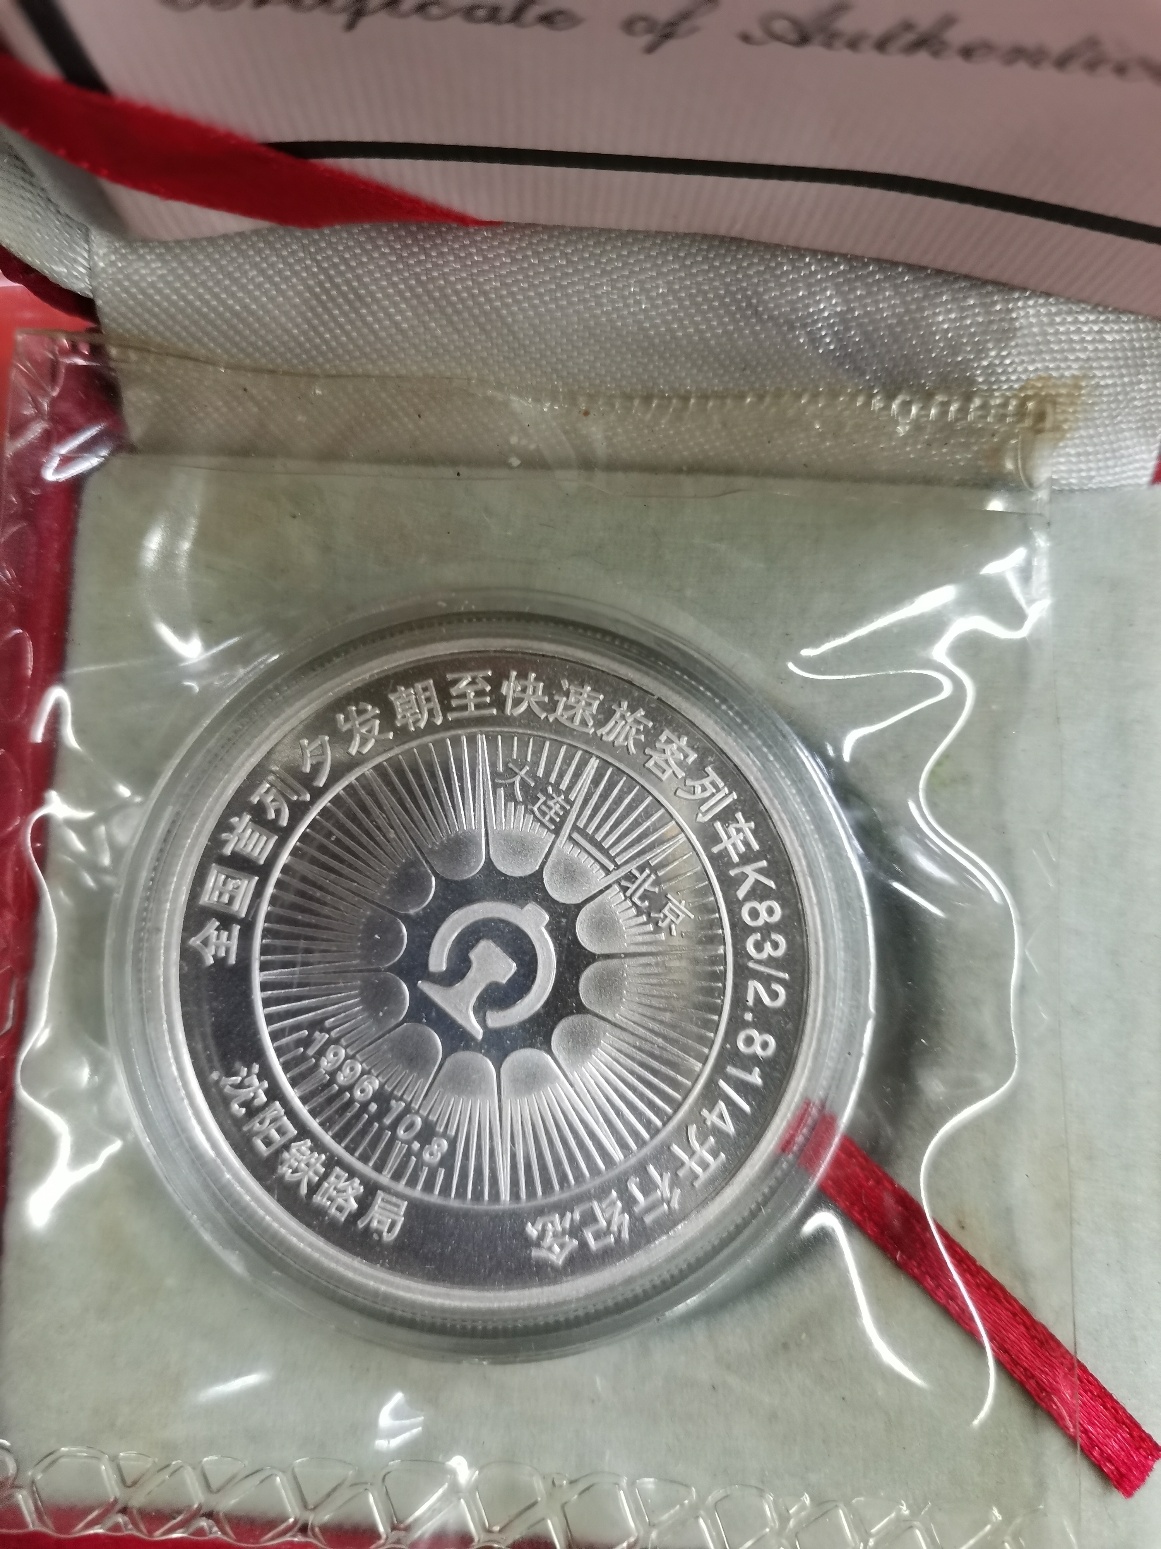 Certificate of Authentic
全国首列夕发朝至快速旅客列车K83/2.81/4开行纪念
大连—北京
1996.10.8
沈阳铁路局